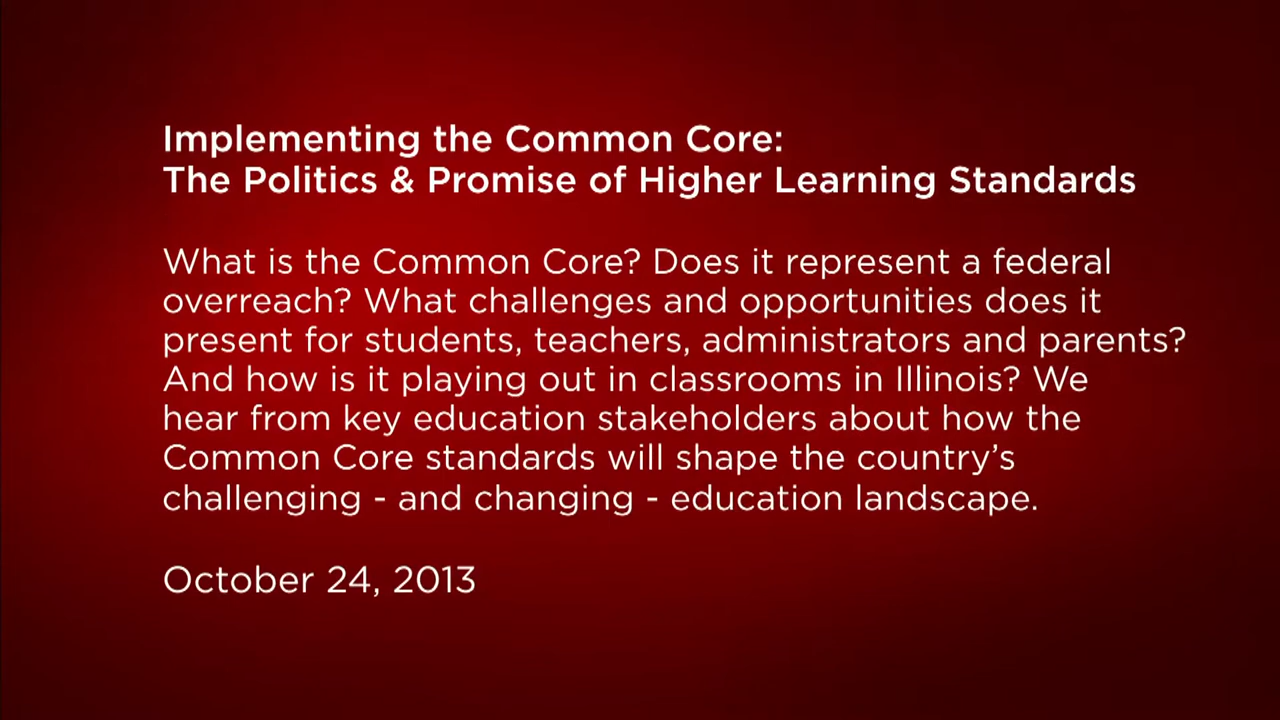 Implementing the Common Core:
The Politics & Promise of Higher Learning Standards
What is the Common Core? Does it represent a federal
overreach? What challenges and opportunities does it
present for students, teachers, administrators and parents?
And how is it playing out in classrooms in Illinois? We
hear from key education stakeholders about how the
Common Core standards will shape the country’s
challenging - and changing - education landscape.
October 24, 2013